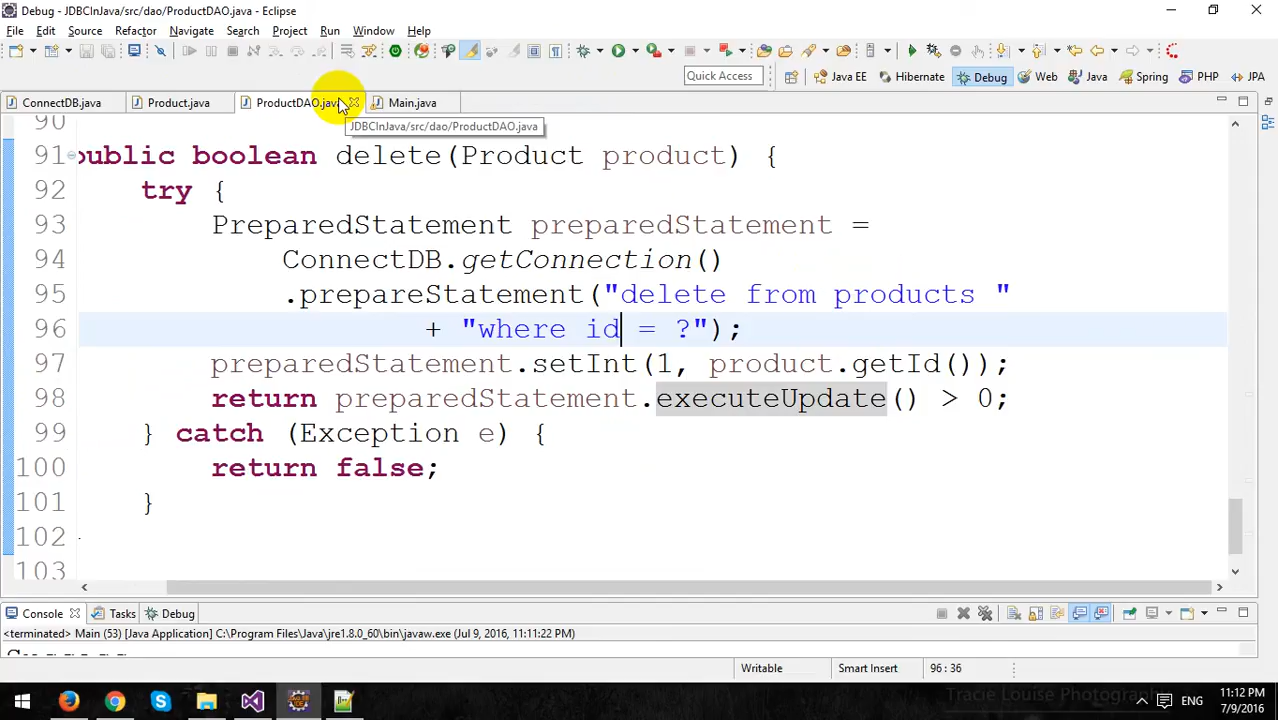 Debug - JDBCInJava/src/dao/ProductDAO.java - Eclipse
File Edit Source Refactor Navigate Search Project Run Window Help
Quick Access Java EE Hibernate Debug Web Java Spring PHP JPA
ConnectDB.java Product.java ProductDAO.java Main.java
JDBCInJava/src/dao/ProductDAO.java
90
91 public boolean delete(Product product) {
92 try {
93 PreparedStatement preparedStatement =
94 ConnectDB.getConnection()
95 .prepareStatement("delete from products "
96 + "where id = ?");
97 preparedStatement.setInt(1, product.getId());
98 return preparedStatement.executeUpdate() > 0;
99 } catch (Exception e) {
100 return false;
101 }
102
103
Console Tasks Debug
<terminated> Main (53) [Java Application] C:\Program Files\Java\jre1.8.0_60\bin\javaw.exe (Jul 9, 2016, 11:11:22 PM)
Writable Smart Insert 96 : 36
Tracie Louise Photography
ENG 11:12 PM
7/9/2016